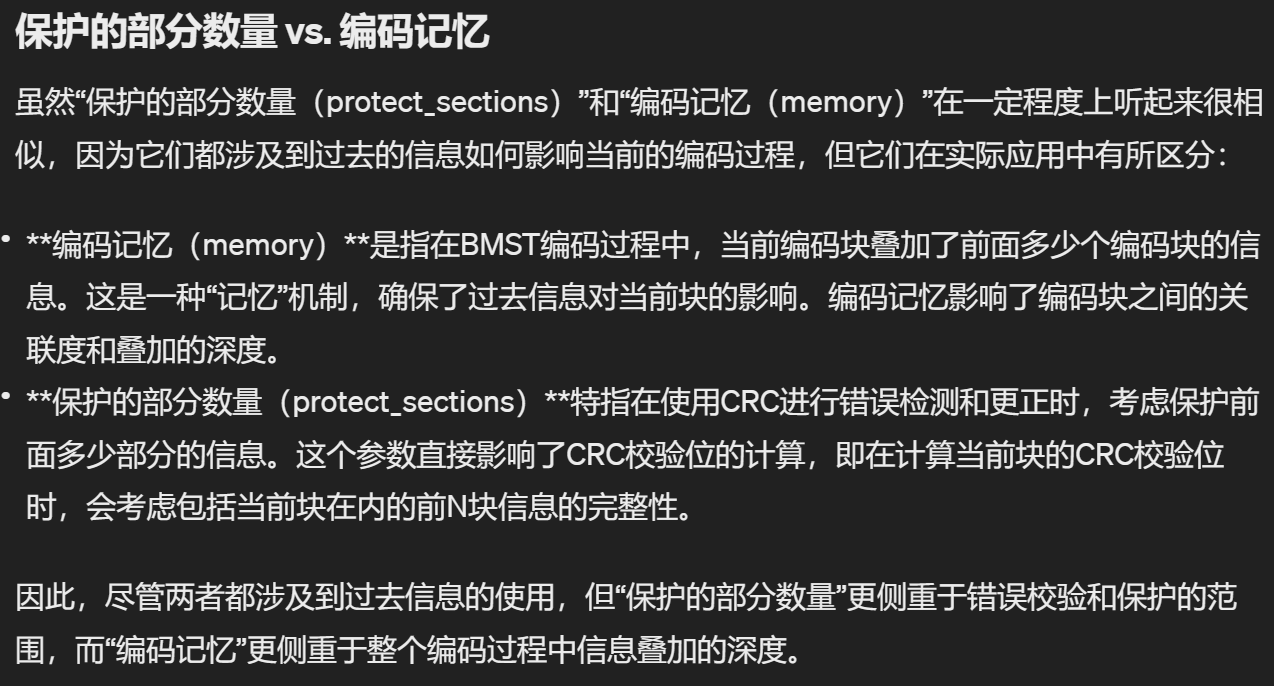 保护的部分数量 vs. 编码记忆
虽然“保护的部分数量（protect_sections）”和“编码记忆（memory）”在一定程度上听起来很相
似，因为它们都涉及到过去的信息如何影响当前的编码过程，但它们在实际应用中有所区分：
• **编码记忆（memory）**是指在BMST编码过程中，当前编码块叠加了前面多少个编码块的信
息。这是一种“记忆”机制，确保了过去信息对当前块的影响。编码记忆影响了编码块之间的关
联度和叠加的深度。
• **保护的部分数量（protect_sections）**特指在使用CRC进行错误检测和更正时，考虑保护前
面多少部分的信息。这个参数直接影响了CRC校验位的计算，即在计算当前块的CRC校验位
时，会考虑包括当前块在内的前N块信息的完整性。
因此，尽管两者都涉及到过去信息的使用，但“保护的部分数量”更侧重于错误校验和保护的范
围，而“编码记忆”更侧重于整个编码过程中信息叠加的深度。